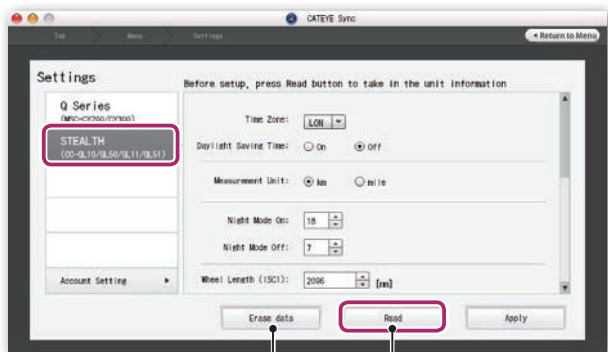 CATEYE Sync
Top Menu Settings
◂ Return to Menu
Settings
Before setup, press Read button to take in the unit information
Q Series
(MSC-CY200/CY300)
STEALTH
(CC-GL10/GL50/GL11/GL51)
Account Setting ▸
Time Zone: LON
Daylight Saving Time: On Off
Measurement Unit: km mile
Night Mode On: 18
Night Mode Off: 7
Wheel Length (ISC1): 2096 [mm]
Erase data Read Apply